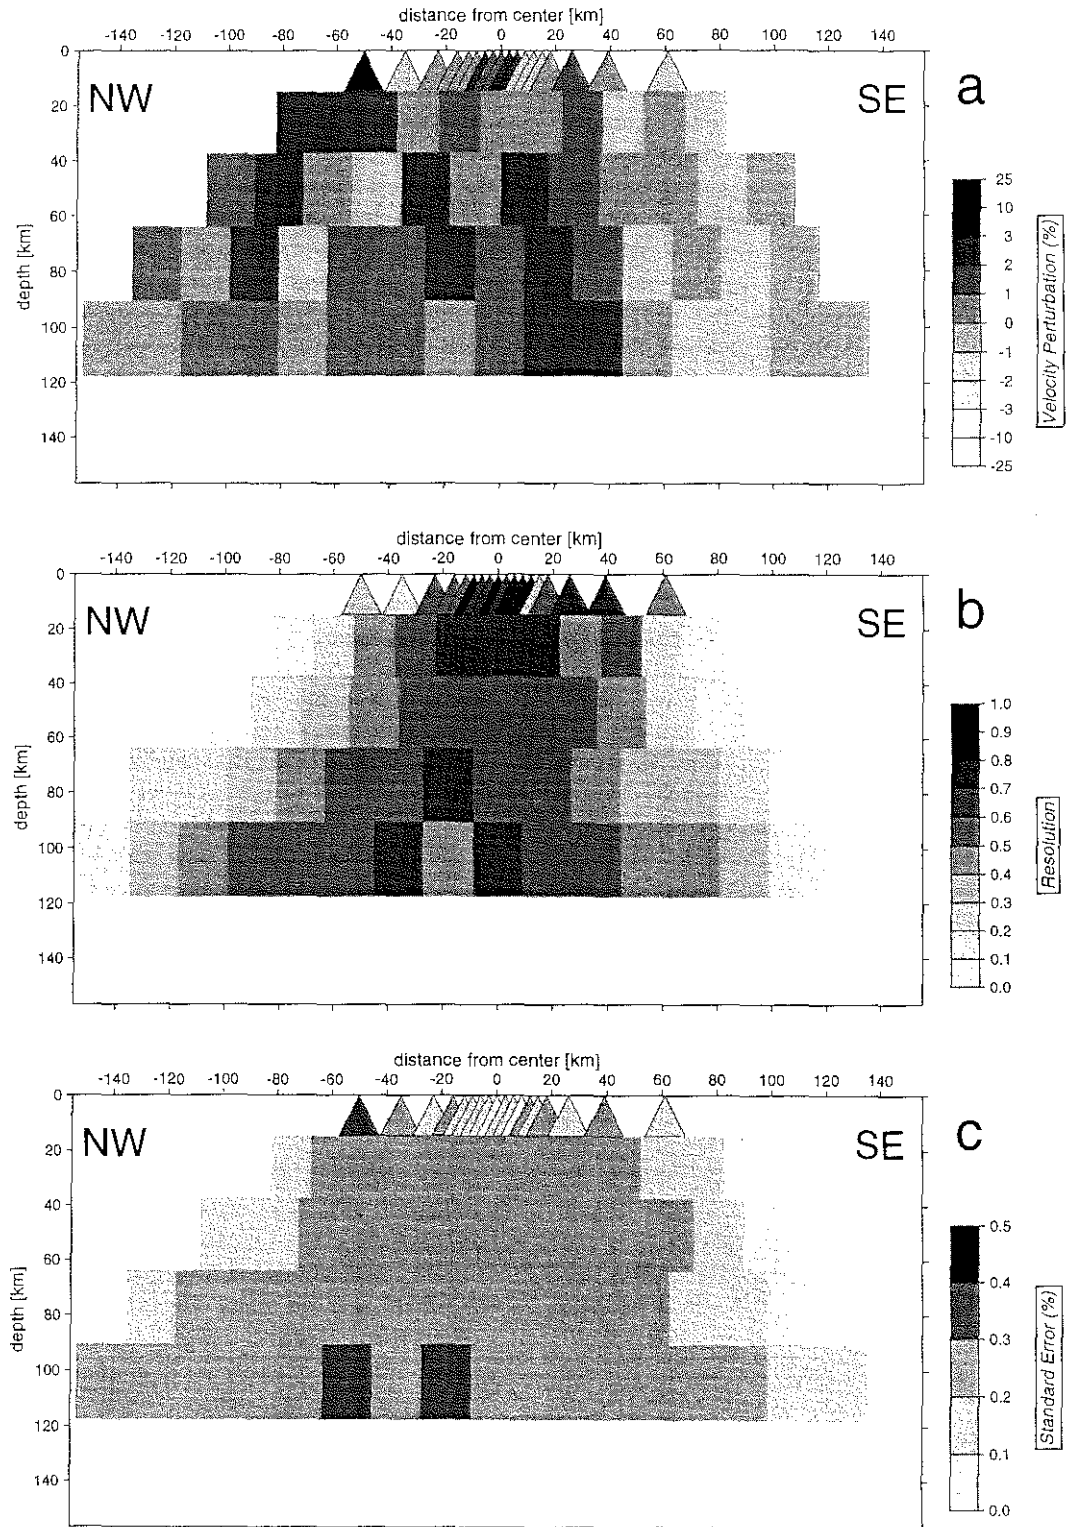 distance from center [km]
-140 -120 -100 -80 -60 -40 -20 0 20 40 60 80 100 120 140
NW
SE
a
depth [km]
0
20
40
60
80
100
120
140
25
10
3
2
1
0
-1
-2
-3
-10
-25
Velocity Perturbation (%)
distance from center [km]
-140 -120 -100 -80 -60 -40 -20 0 20 40 60 80 100 120 140
NW
SE
b
depth [km]
0
20
40
60
80
100
120
140
1.0
0.9
0.8
0.7
0.6
0.5
0.4
0.3
0.2
0.1
0.0
Resolution
distance from center [km]
-140 -120 -100 -80 -60 -40 -20 0 20 40 60 80 100 120 140
NW
SE
c
depth [km]
0
20
40
60
80
100
120
140
0.5
0.4
0.3
0.2
0.1
0.0
Standard Error (%)